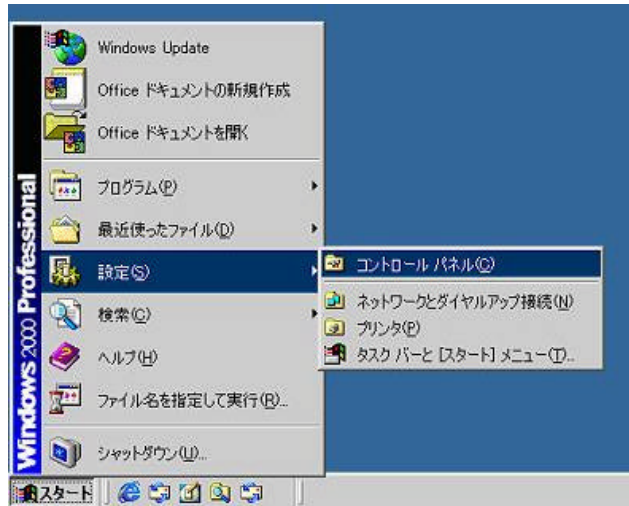 Windows Update
Office ドキュメントの新規作成
Office ドキュメントを開く
プログラム(P)
最近使ったファイル(D)
設定(S)
検索(C)
ヘルプ(H)
ファイル名を指定して実行(R)...
シャットダウン(U)...
コントロール パネル(C)
ネットワークとダイヤルアップ接続(N)
プリンタ(P)
タスク バーと [スタート] メニュー(T)...
Windows 2000 Professional
スタート